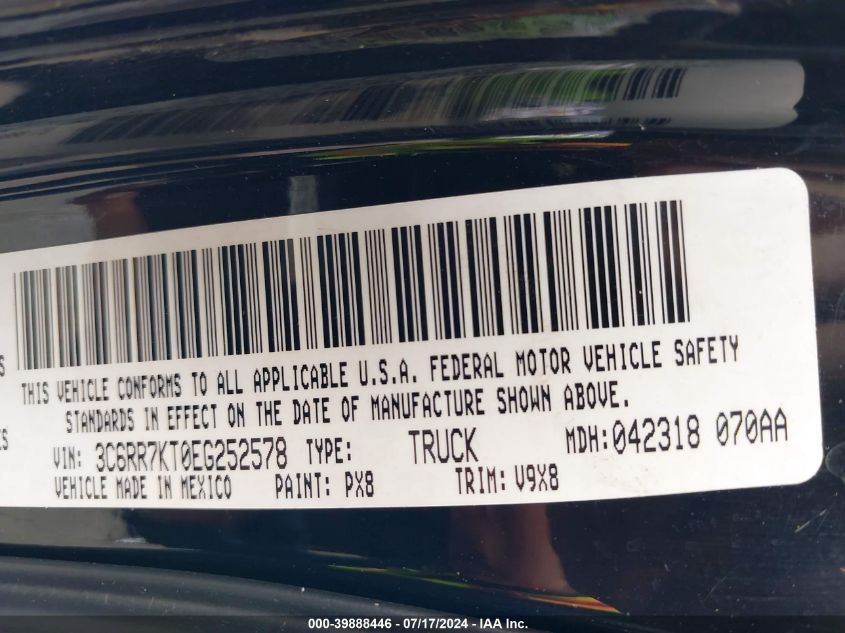 ES
THIS VEHICLE CONFORMS TO ALL APPLICABLE U.S.A. FEDERAL MOTOR VEHICLE SAFETY
STANDARDS IN EFFECT ON THE DATE OF MANUFACTURE SHOWN ABOVE.
ES
VIN: 3C6RR7KT0EG252578 TYPE: TRUCK MDH:042318 070AA
VEHICLE MADE IN MEXICO PAINT: PX8 TRIM: V9X8
000-39888446 - 07/17/2024 - IAA, Inc.